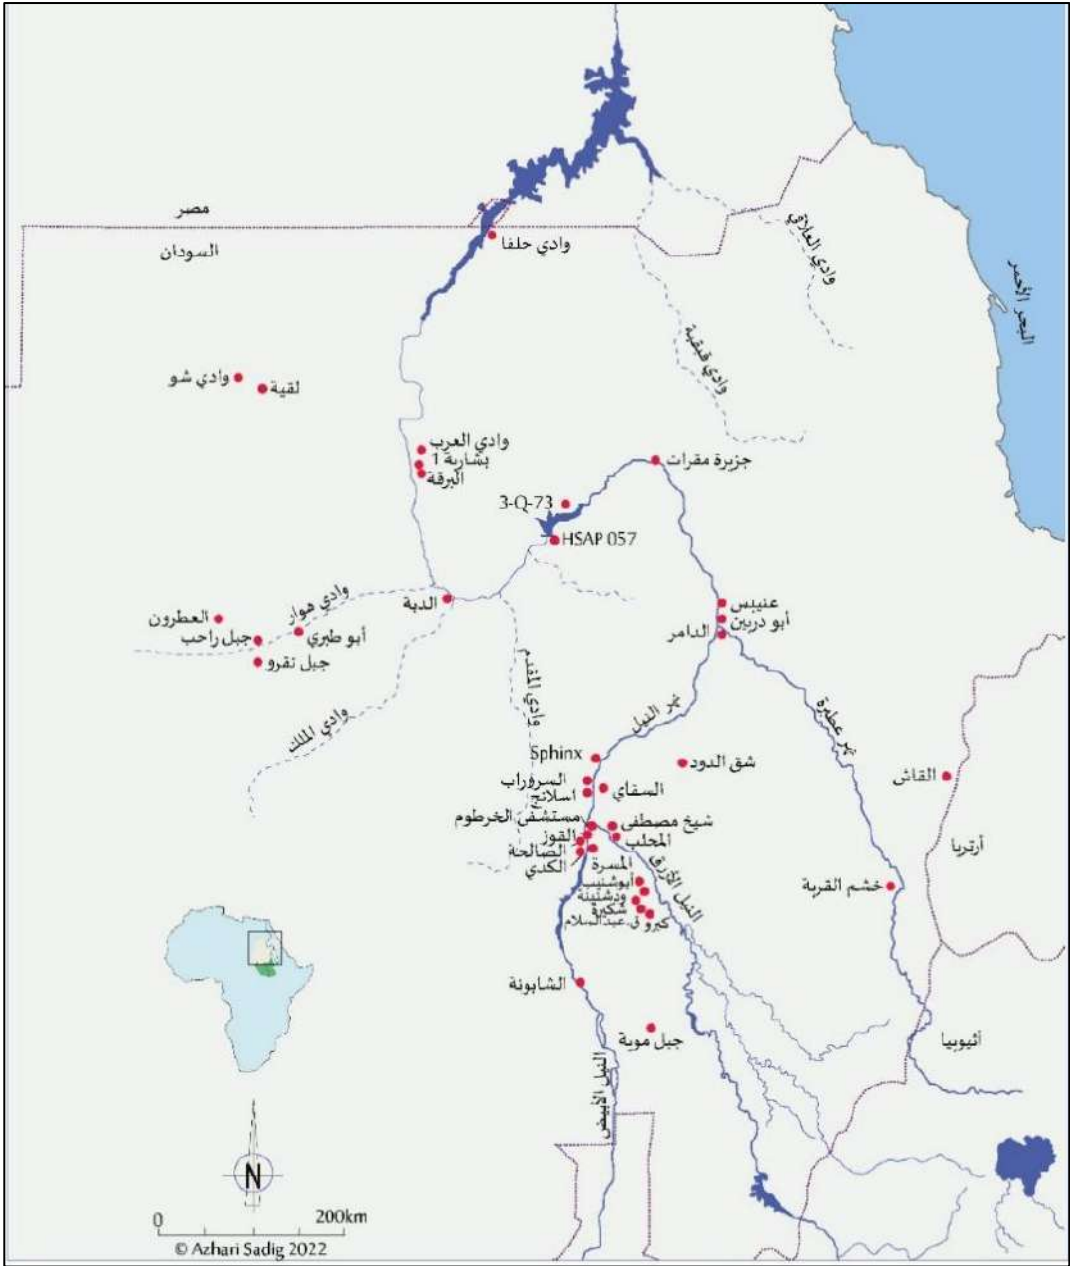 مصر
السودان
وادي حلفا
وادي العلاقي
البحر الأحمر
وادي قبقبة
وادي شو
لقية
وادي العرب
بشارية 1
البرقة
جزيرة مقرات
3-Q-73
HSAP 057
وادي هوار
الدبة
العطرون
جبل راحب
أبو طبري
جبل نقرو
وادي الملك
وادي المقدم
عنيبس
أبو دربين
الدامر
نهر النيل
نهر عطبرة
Sphinx
شق الدود
القاش
السروراب
اسلانج
السقاي
مستشفى الخرطوم
شيخ مصطفى
القوز
المحلب
الصالحة
الكدي
المسرة
النيل الأزرق
أبوشنيب
ودشنينة
شكيرة
كبرو
ق. عبدالسلام
أرتريا
خشم القربة
الشابونة
جبل موية
أثيوبيا
النيل الأبيض
N
0
200km
© Azhari Sadig 2022